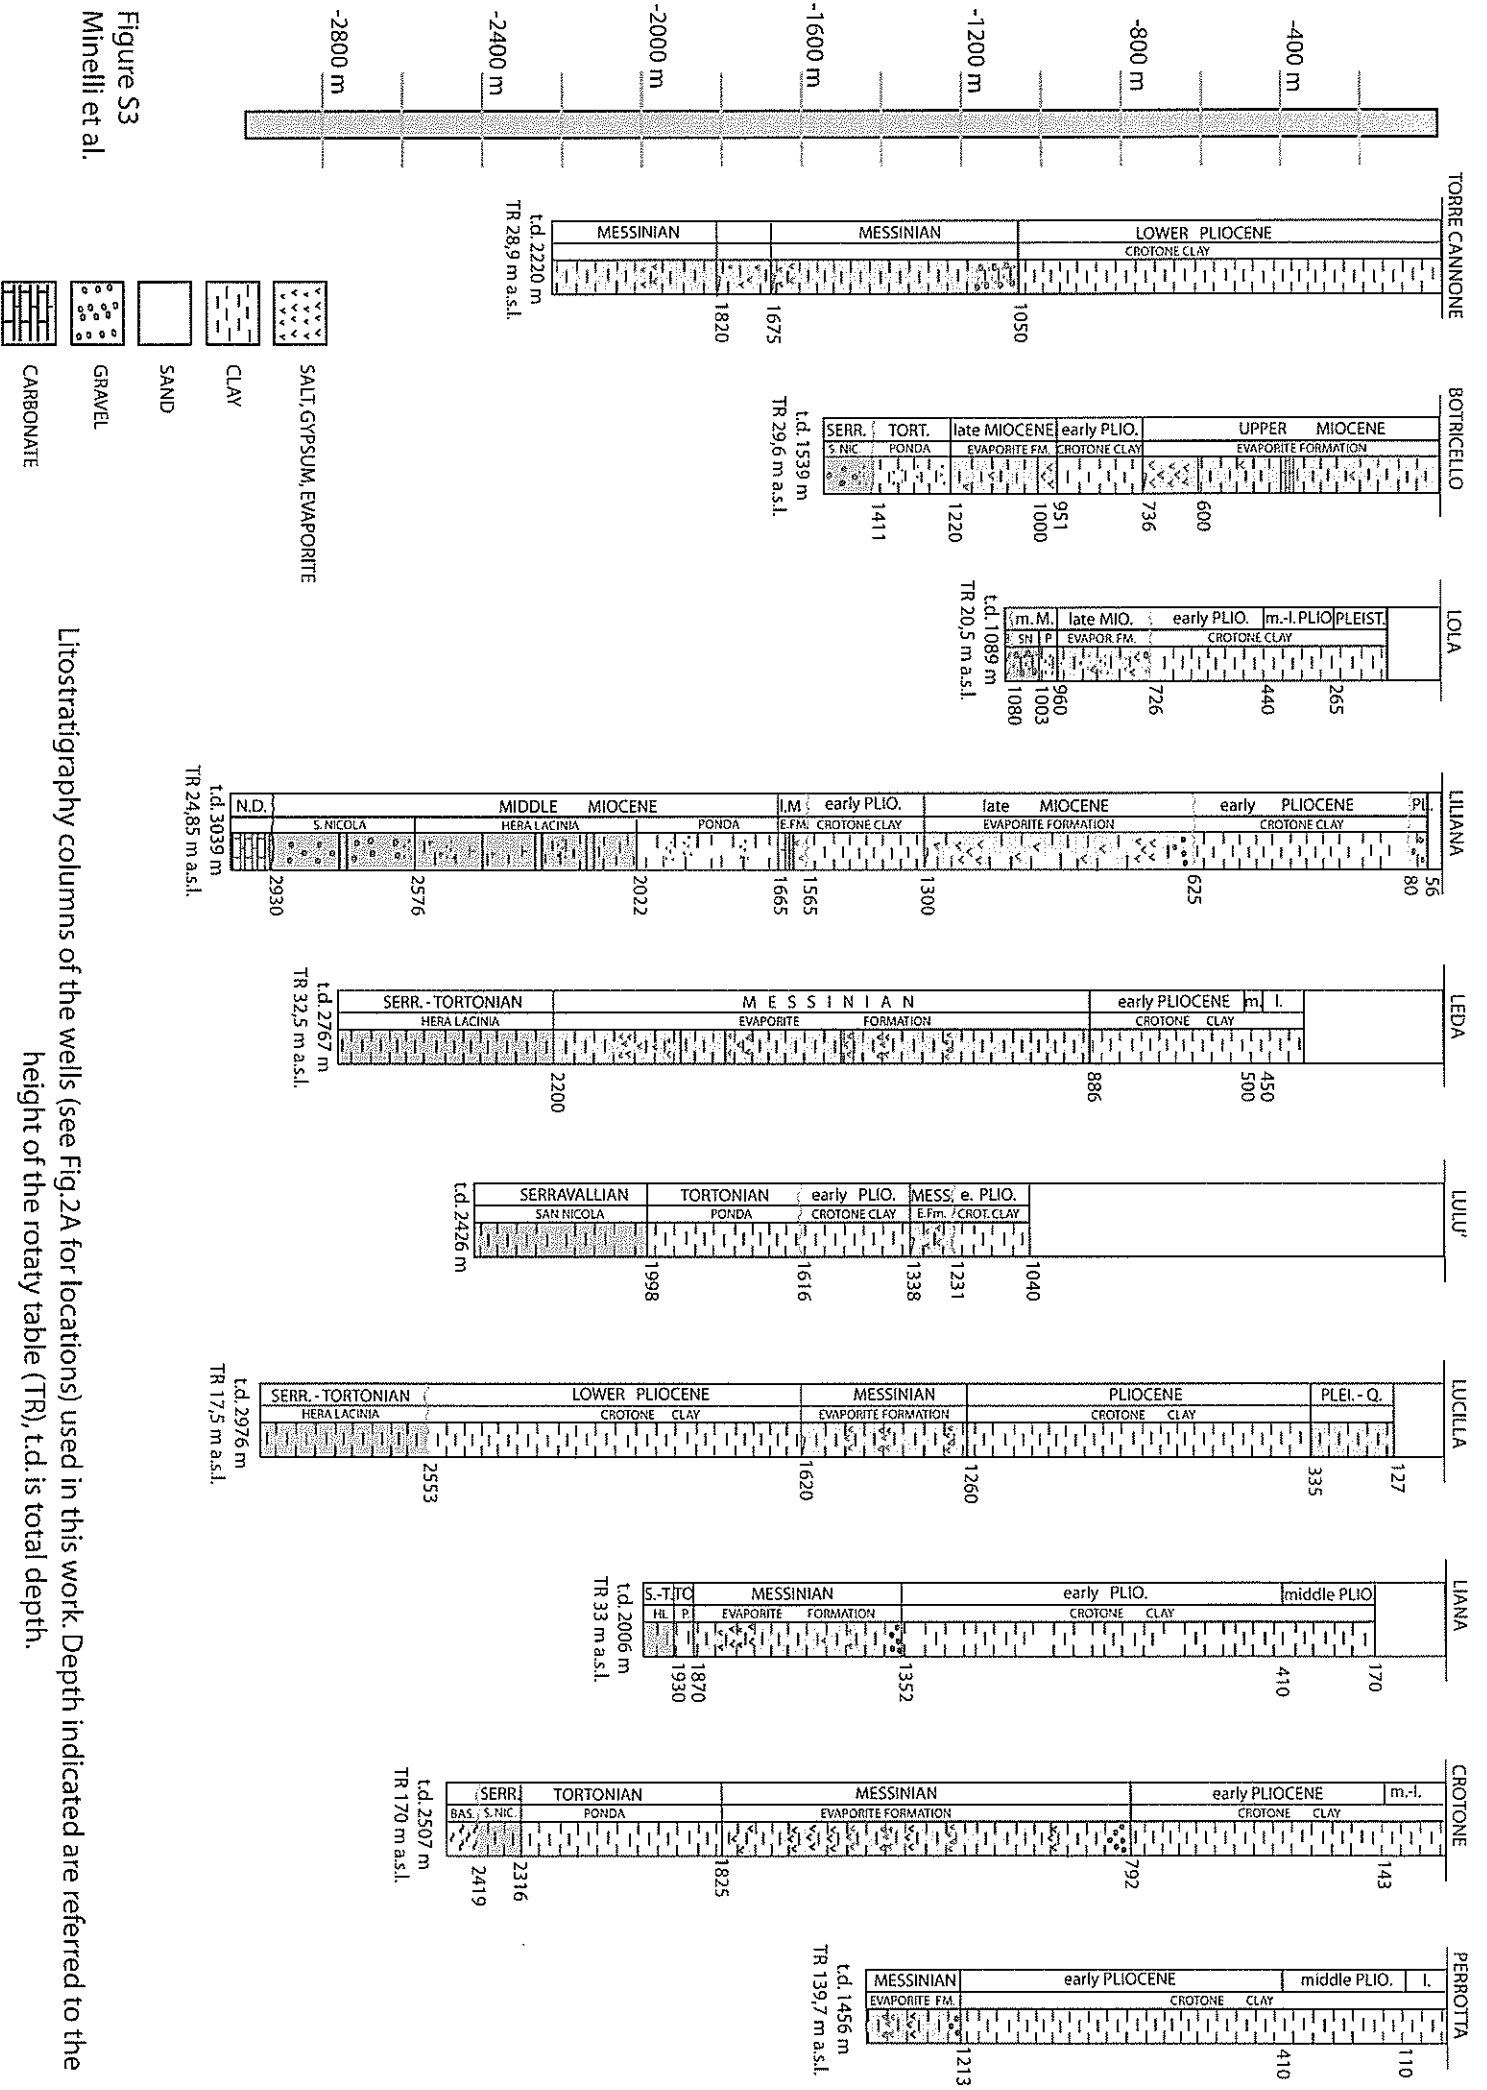 -400 m
-800 m
-1200 m
-1600 m
-2000 m
-2400 m
-2800 m
TORRE CANNONE
LOWER PLIOCENE
CROTONE CLAY
MESSINIAN
MESSINIAN
1050
1675
1820
t.d. 2220 m
TR 28,9 m a.s.l.
BOTRICELLO
UPPER MIOCENE
EVAPORITE FORMATION
early PLIO.
CROTONE CLAY
late MIOCENE
EVAPORITE FM.
TORT.
PONDA
SERR.
S. NIC.
600
736
951
1000
1220
1411
t.d. 1539 m
TR 29,6 m a.s.l.
LOLA
PLEIST.
m.-l. PLIO
early PLIO.
CROTONE CLAY
late MIO.
EVAPOR. FM.
m. M.
P
SN
265
440
726
960
1003
1080
t.d. 1089 m
TR 20,5 m a.s.l.
LILIANA
PL.
early PLIOCENE
CROTONE CLAY
late MIOCENE
EVAPORITE FORMATION
early PLIO.
CROTONE CLAY
l.M
E.FM.
MIDDLE MIOCENE
PONDA
HERA LACINIA
S. NICOLA
N.D.
56
80
625
1300
1565
1665
2022
2576
2930
t.d. 3039 m
TR 24,85 m a.s.l.
LEDA
l.
m.
early PLIOCENE
CROTONE CLAY
MESSINIAN
EVAPORITE FORMATION
SERR. - TORTONIAN
HERA LACINIA
450
500
886
2200
t.d. 2767 m
TR 32,5 m a.s.l.
LULU'
e. PLIO.
CROT. CLAY
MESS.
E.Fm.
early PLIO.
CROTONE CLAY
TORTONIAN
PONDA
SERRAVALLIAN
SAN NICOLA
1040
1231
1338
1616
1998
t.d. 2426 m
LUCILLA
PLEI. - Q.
PLIOCENE
CROTONE CLAY
MESSINIAN
EVAPORITE FORMATION
LOWER PLIOCENE
CROTONE CLAY
SERR. - TORTONIAN
HERA LACINIA
127
335
1260
1620
2553
t.d. 2976 m
TR 17,5 m a.s.l.
LIANA
middle PLIO
early PLIO.
CROTONE CLAY
MESSINIAN
EVAPORITE FORMATION
TO
P.
S.-T.
HL
170
410
1352
1870
1930
t.d. 2006 m
TR 33 m a.s.l.
CROTONE
m.-l.
early PLIOCENE
CROTONE CLAY
MESSINIAN
EVAPORITE FORMATION
TORTONIAN
PONDA
SERR.
S. NIC.
BAS.
143
792
1825
2316
2419
t.d. 2507 m
TR 170 m a.s.l.
PERROTTA
l.
middle PLIO.
early PLIOCENE
CROTONE CLAY
MESSINIAN
EVAPORITE FM.
110
410
1213
t.d. 1456 m
TR 139,7 m a.s.l.
SALT, GYPSUM, EVAPORITE
CLAY
SAND
GRAVEL
CARBONATE
Figure S3
Minelli et al.
Litostratigraphy columns of the wells (see Fig.2A for locations) used in this work. Depth indicated are referred to the
height of the rotaty table (TR), t.d. is total depth.